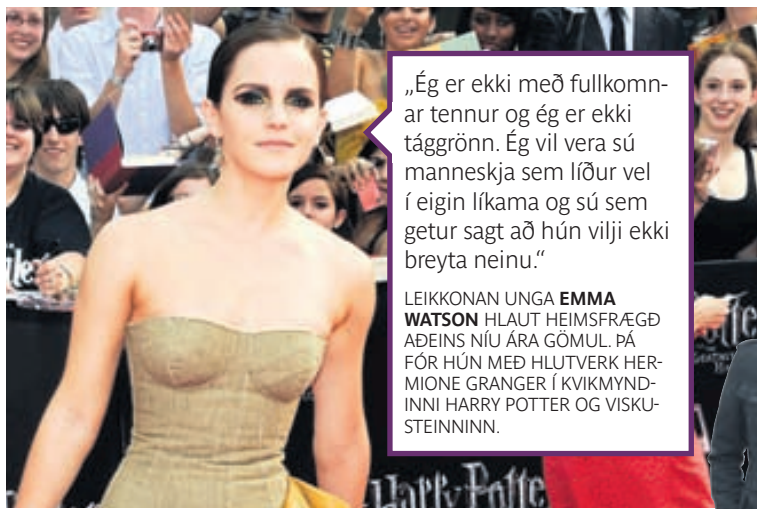 „Ég er ekki með fullkomn-
ar tennur og ég er ekki
tággrönn. Ég vil vera sú
manneskja sem líður vel
í eigin líkama og sú sem
getur sagt að hún vilji ekki
breyta neinu.“
LEIKKONAN UNGA EMMA
WATSON HLAUT HEIMSFRÆGÐ
AÐEINS NÍU ÁRA GÖMUL. ÞÁ
FÓR HÚN MEÐ HLUTVERK HER-
MIONE GRANGER Í KVIKMYND-
INNI HARRY POTTER OG VISKU-
STEINNINN.
Harry Potte